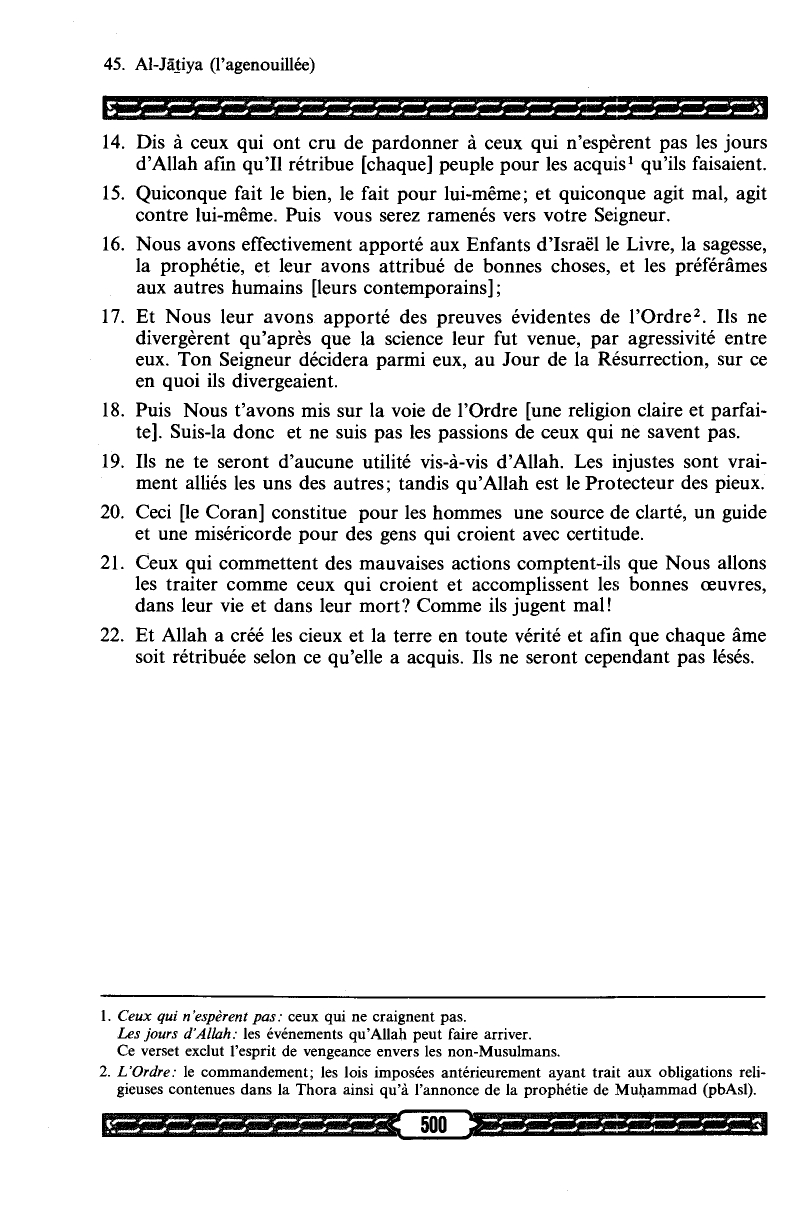 45. Al-Jāṯiya (l'agenouillée)
14. Dis à ceux qui ont cru de pardonner à ceux qui n'espèrent pas les jours
d'Allah afin qu'Il rétribue [chaque] peuple pour les acquis¹ qu'ils faisaient.
15. Quiconque fait le bien, le fait pour lui-même; et quiconque agit mal, agit
contre lui-même. Puis vous serez ramenés vers votre Seigneur.
16. Nous avons effectivement apporté aux Enfants d'Israël le Livre, la sagesse,
la prophétie, et leur avons attribué de bonnes choses, et les préférâmes
aux autres humains [leurs contemporains];
17. Et Nous leur avons apporté des preuves évidentes de l'Ordre². Ils ne
divergèrent qu'après que la science leur fut venue, par agressivité entre
eux. Ton Seigneur décidera parmi eux, au Jour de la Résurrection, sur ce
en quoi ils divergeaient.
18. Puis Nous t'avons mis sur la voie de l'Ordre [une religion claire et parfai-
te]. Suis-la donc et ne suis pas les passions de ceux qui ne savent pas.
19. Ils ne te seront d'aucune utilité vis-à-vis d'Allah. Les injustes sont vrai-
ment alliés les uns des autres; tandis qu'Allah est le Protecteur des pieux.
20. Ceci [le Coran] constitue pour les hommes une source de clarté, un guide
et une miséricorde pour des gens qui croient avec certitude.
21. Ceux qui commettent des mauvaises actions comptent-ils que Nous allons
les traiter comme ceux qui croient et accomplissent les bonnes œuvres,
dans leur vie et dans leur mort? Comme ils jugent mal!
22. Et Allah a créé les cieux et la terre en toute vérité et afin que chaque âme
soit rétribuée selon ce qu'elle a acquis. Ils ne seront cependant pas lésés.
1. Ceux qui n'espèrent pas: ceux qui ne craignent pas.
Les jours d'Allah: les événements qu'Allah peut faire arriver.
Ce verset exclut l'esprit de vengeance envers les non-Musulmans.
2. L'Ordre: le commandement; les lois imposées antérieurement ayant trait aux obligations reli-
gieuses contenues dans la Thora ainsi qu'à l'annonce de la prophétie de Muḥammad (pbAsl).
500